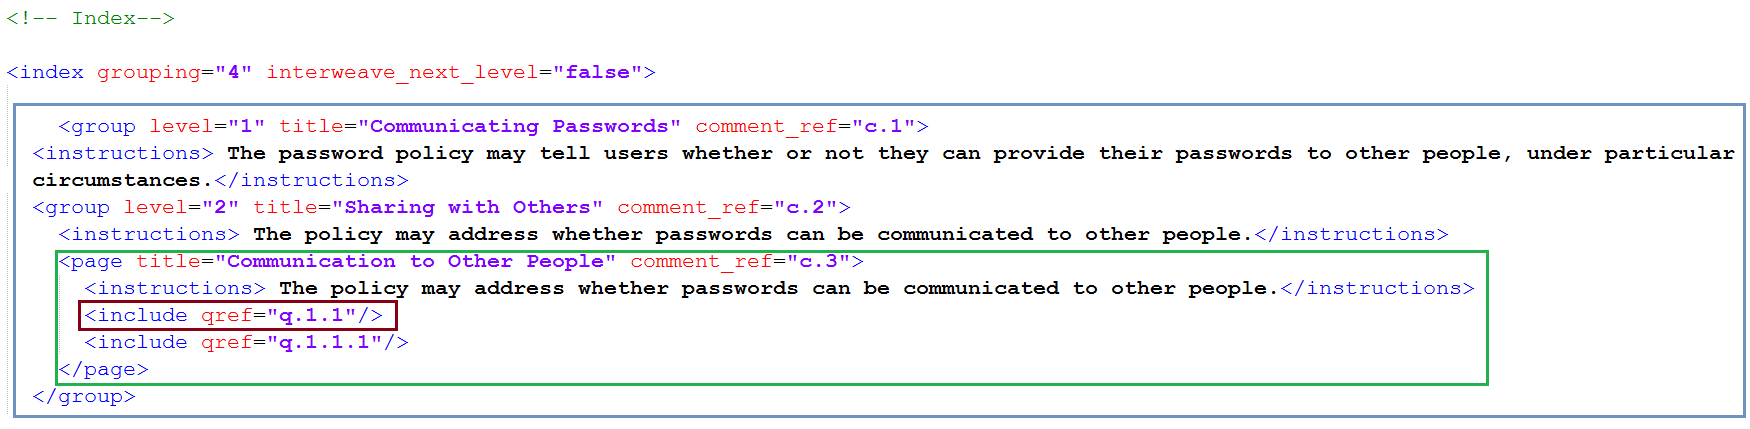 <!-- Index-->
<index grouping="4" interweave_next_level="false">
<group level="1" title="Communicating Passwords" comment_ref="c.1">
<instructions> The password policy may tell users whether or not they can provide their passwords to other people, under particular
circumstances.</instructions>
<group level="2" title="Sharing with Others" comment_ref="c.2">
<instructions> The policy may address whether passwords can be communicated to other people.</instructions>
<page title="Communication to Other People" comment_ref="c.3">
<instructions> The policy may address whether passwords can be communicated to other people.</instructions>
<include qref="q.1.1"/>
<include qref="q.1.1.1"/>
</page>
</group>